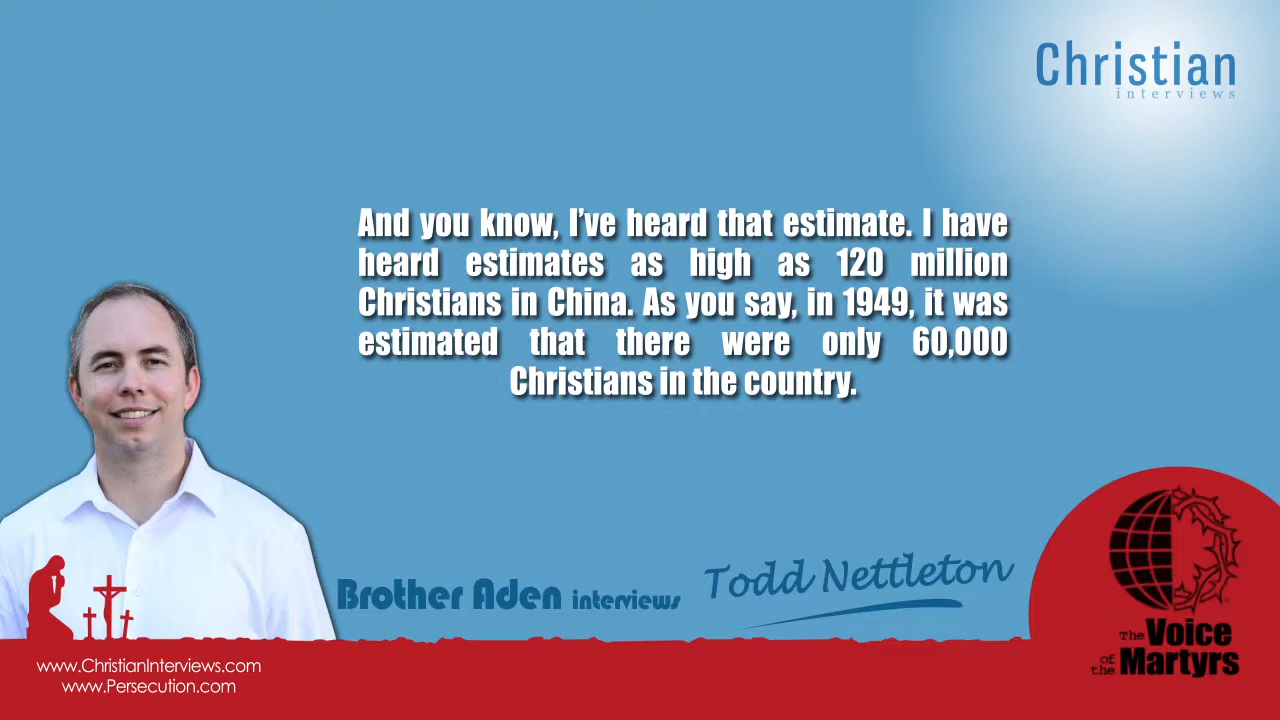 Christian
interviews
And you know, I've heard that estimate. I have
heard estimates as high as 120 million
Christians in China. As you say, in 1949, it was
estimated that there were only 60,000
Christians in the country.
Brother Aden interviews Todd Nettleton
The Voice
of the Martyrs
www.ChristianInterviews.com
www.Persecution.com